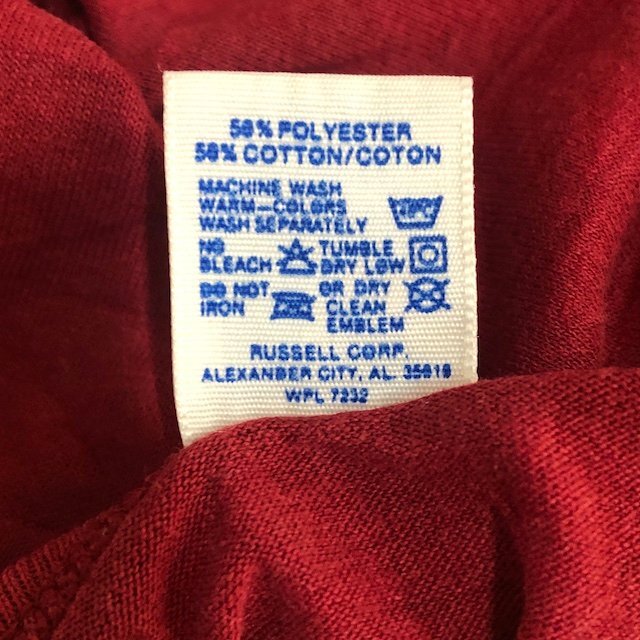 50% POLYESTER
50% COTTON/COTON
MACHINE WASH
WARM-COLORS
WASH SEPARATELY
NO BLEACH
TUMBLE DRY LOW
DO NOT IRON
OR DRY CLEAN EMBLEM
RUSSELL CORP.
ALEXANDER CITY, AL. 35010
WPL 7232